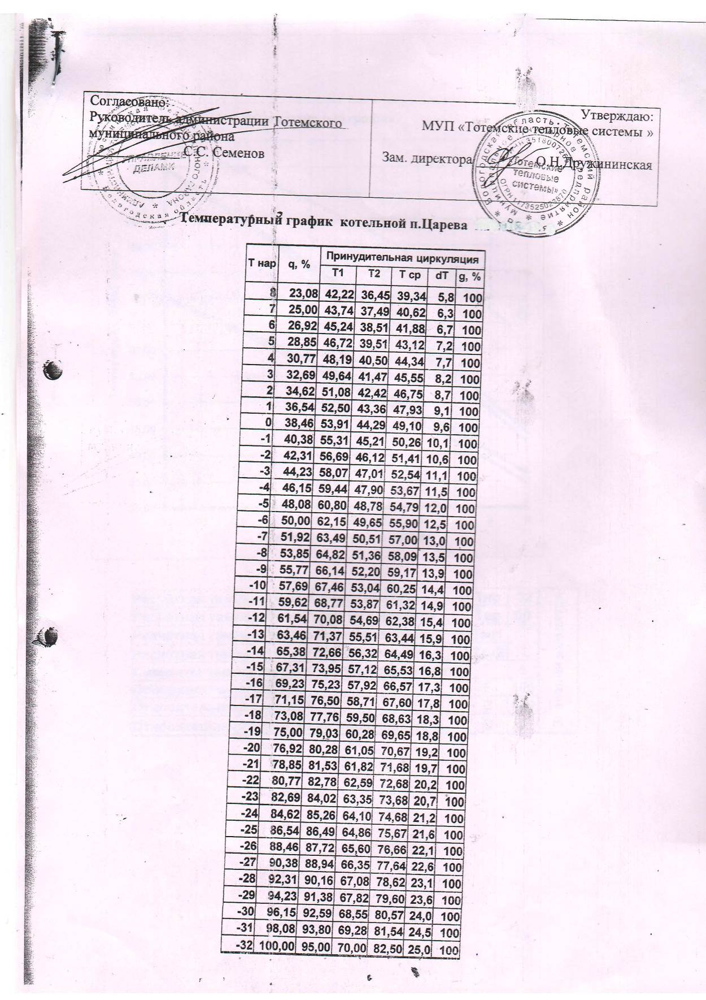 Согласовано:
Руководитель администрации Тотемского
муниципального района
С.С. Семенов
Утверждаю:
МУП «Тотемские тепловые системы »
Зам. директора О.Н.Дружининская
УПРАВЛЕНИЕ
ДЕЛАМИ
Вологодская область
Вологодская область. Тотемский район
«Тотемские
тепловые
системы»
Температурный график котельной п.Царева
Т нар q, % Принудительная циркуляция
Т1 Т2 Т ср dT g, %
8 23,08 42,22 36,45 39,34 5,8 100
7 25,00 43,74 37,49 40,62 6,3 100
6 26,92 45,24 38,51 41,88 6,7 100
5 28,85 46,72 39,51 43,12 7,2 100
4 30,77 48,19 40,50 44,34 7,7 100
3 32,69 49,64 41,47 45,55 8,2 100
2 34,62 51,08 42,42 46,75 8,7 100
1 36,54 52,50 43,36 47,93 9,1 100
0 38,46 53,91 44,29 49,10 9,6 100
-1 40,38 55,31 45,21 50,26 10,1 100
-2 42,31 56,69 46,12 51,41 10,6 100
-3 44,23 58,07 47,01 52,54 11,1 100
-4 46,15 59,44 47,90 53,67 11,5 100
-5 48,08 60,80 48,78 54,79 12,0 100
-6 50,00 62,15 49,65 55,90 12,5 100
-7 51,92 63,49 50,51 57,00 13,0 100
-8 53,85 64,82 51,36 58,09 13,5 100
-9 55,77 66,14 52,20 59,17 13,9 100
-10 57,69 67,46 53,04 60,25 14,4 100
-11 59,62 68,77 53,87 61,32 14,9 100
-12 61,54 70,08 54,69 62,38 15,4 100
-13 63,46 71,37 55,51 63,44 15,9 100
-14 65,38 72,66 56,32 64,49 16,3 100
-15 67,31 73,95 57,12 65,53 16,8 100
-16 69,23 75,23 57,92 66,57 17,3 100
-17 71,15 76,50 58,71 67,60 17,8 100
-18 73,08 77,76 59,50 68,63 18,3 100
-19 75,00 79,03 60,28 69,65 18,8 100
-20 76,92 80,28 61,05 70,67 19,2 100
-21 78,85 81,53 61,82 71,68 19,7 100
-22 80,77 82,78 62,59 72,68 20,2 100
-23 82,69 84,02 63,35 73,68 20,7 100
-24 84,62 85,26 64,10 74,68 21,2 100
-25 86,54 86,49 64,86 75,67 21,6 100
-26 88,46 87,72 65,60 76,66 22,1 100
-27 90,38 88,94 66,35 77,64 22,6 100
-28 92,31 90,16 67,08 78,62 23,1 100
-29 94,23 91,38 67,82 79,60 23,6 100
-30 96,15 92,59 68,55 80,57 24,0 100
-31 98,08 93,80 69,28 81,54 24,5 100
-32 100,00 95,00 70,00 82,50 25,0 100